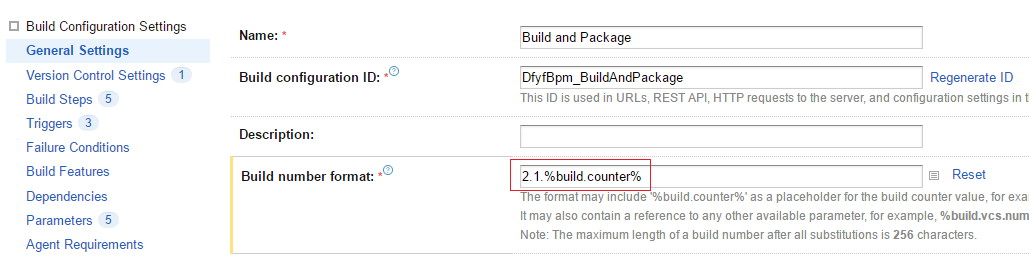 Build Configuration Settings
General Settings
Version Control Settings 1
Build Steps 5
Triggers 3
Failure Conditions
Build Features
Dependencies
Parameters 5
Agent Requirements
Name: *
Build and Package
Build configuration ID: * ?
DfyfBpm_BuildAndPackage
Regenerate ID
This ID is used in URLs, REST API, HTTP requests to the server, and configuration settings in t
Description:
Build number format: * ?
2.1.%build.counter%
Reset
The format may include '%build.counter%' as a placeholder for the build counter value, for exa
It may also contain a reference to any other available parameter, for example, %build.vcs.num
Note: The maximum length of a build number after all substitutions is 256 characters.